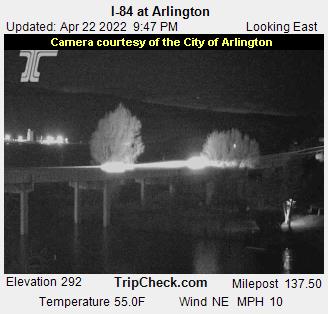 I-84 at Arlington
Updated: Apr 22 2022 9:47 PM Looking East
Camera courtesy of the City of Arlington
Elevation 292 TripCheck.com Milepost 137.50
Temperature 55.0F Wind NE MPH 10